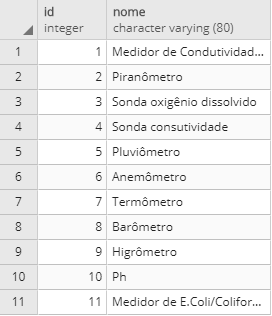 id
integer
nome
character varying (80)
1 1 Medidor de Condutividad...
2 2 Piranômetro
3 3 Sonda oxigênio dissolvido
4 4 Sonda consutividade
5 5 Pluviômetro
6 6 Anemômetro
7 7 Termômetro
8 8 Barômetro
9 9 Higrômetro
10 10 Ph
11 11 Medidor de E.Coli/Colifor...